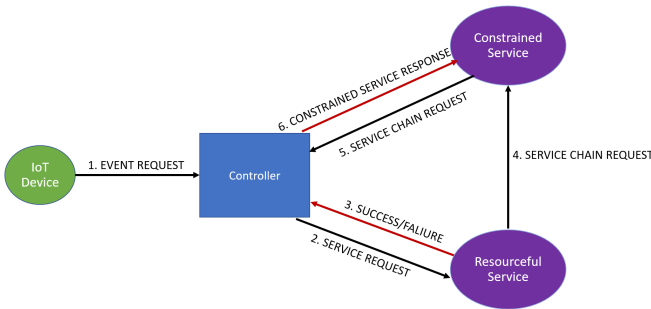 Constrained
Service
6. CONSTRAINED SERVICE RESPONSE
5. SERVICE CHAIN REQUEST
1. EVENT REQUEST
IoT
Device
Controller
4. SERVICE CHAIN REQUEST
3. SUCCESS/FALIURE
2. SERVICE REQUEST
Resourceful
Service